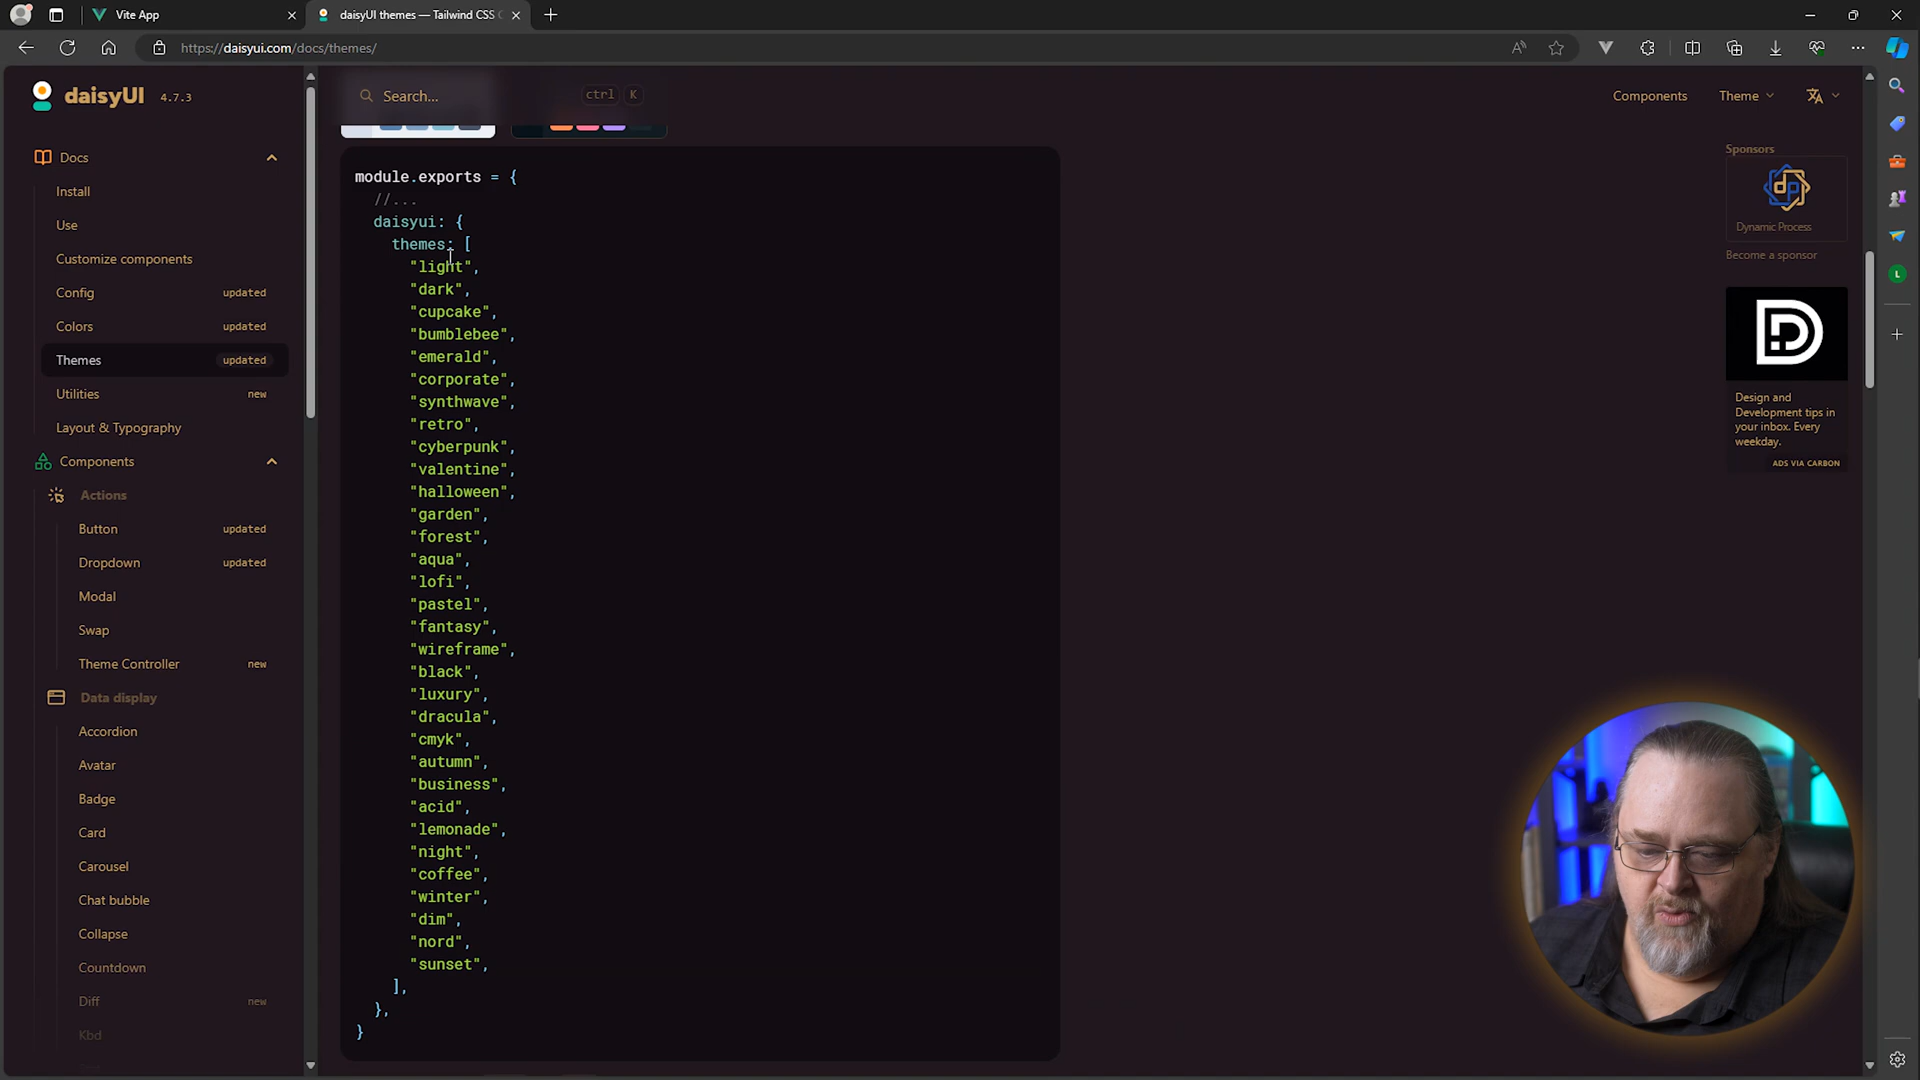 Vite App
daisyUI themes — Tailwind CSS C
https://daisyui.com/docs/themes/
daisyUI 4.7.3
Search... ctrl K
Components
Theme
Docs
Install
Use
Customize components
Config updated
Colors updated
Themes updated
Utilities new
Layout & Typography
Components
Actions
Button updated
Dropdown updated
Modal
Swap
Theme Controller new
Data display
Accordion
Avatar
Badge
Card
Carousel
Chat bubble
Collapse
Countdown
Diff new
Kbd
module.exports = {
//...
daisyui: {
themes: [
"light",
"dark",
"cupcake",
"bumblebee",
"emerald",
"corporate",
"synthwave",
"retro",
"cyberpunk",
"valentine",
"halloween",
"garden",
"forest",
"aqua",
"lofi",
"pastel",
"fantasy",
"wireframe",
"black",
"luxury",
"dracula",
"cmyk",
"autumn",
"business",
"acid",
"lemonade",
"night",
"coffee",
"winter",
"dim",
"nord",
"sunset",
],
},
}
Sponsors
dp
Dynamic Process
Become a sponsor
D
Design and
Development tips in
your inbox. Every
weekday.
ADS VIA CARBON
L